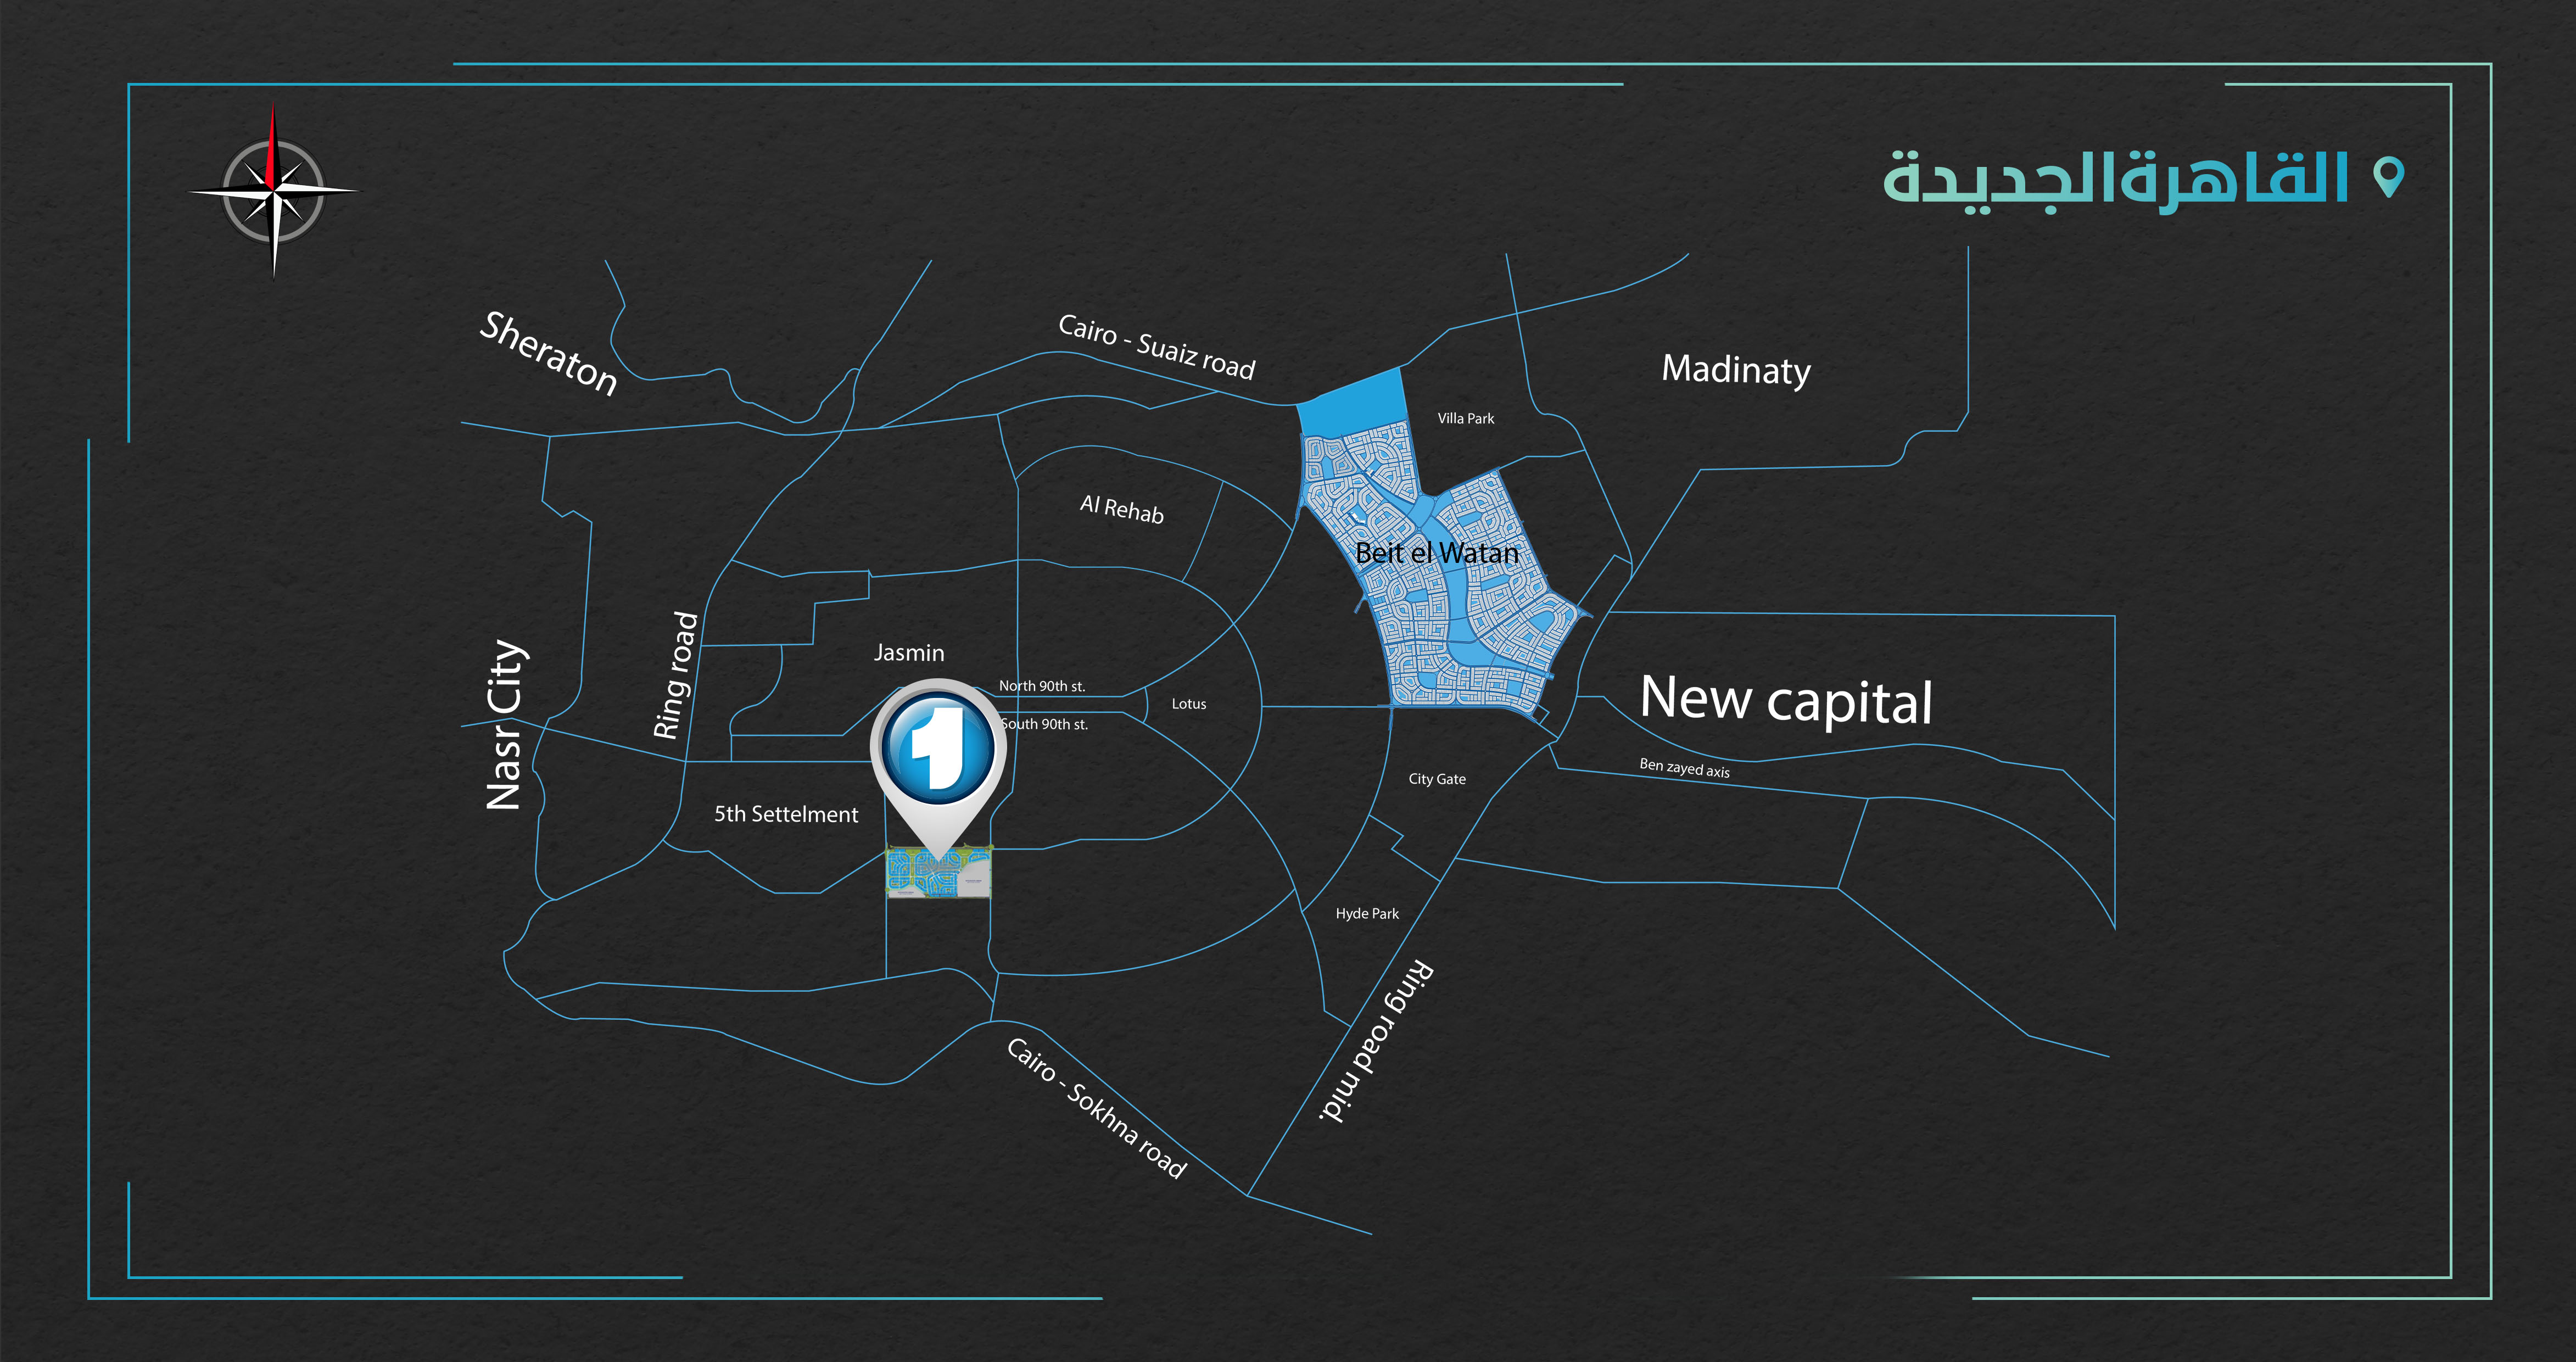 القاهرة الجديدة
Sheraton
Cairo - Suaiz road
Madinaty
Villa Park
Al Rehab
Beit el Watan
Nasr City
Ring road
Jasmin
North 90th st.
South 90th st.
Lotus
New capital
Ben zayed axis
City Gate
5th Settelment
Hyde Park
Ring road mid.
Cairo - Sokhna road